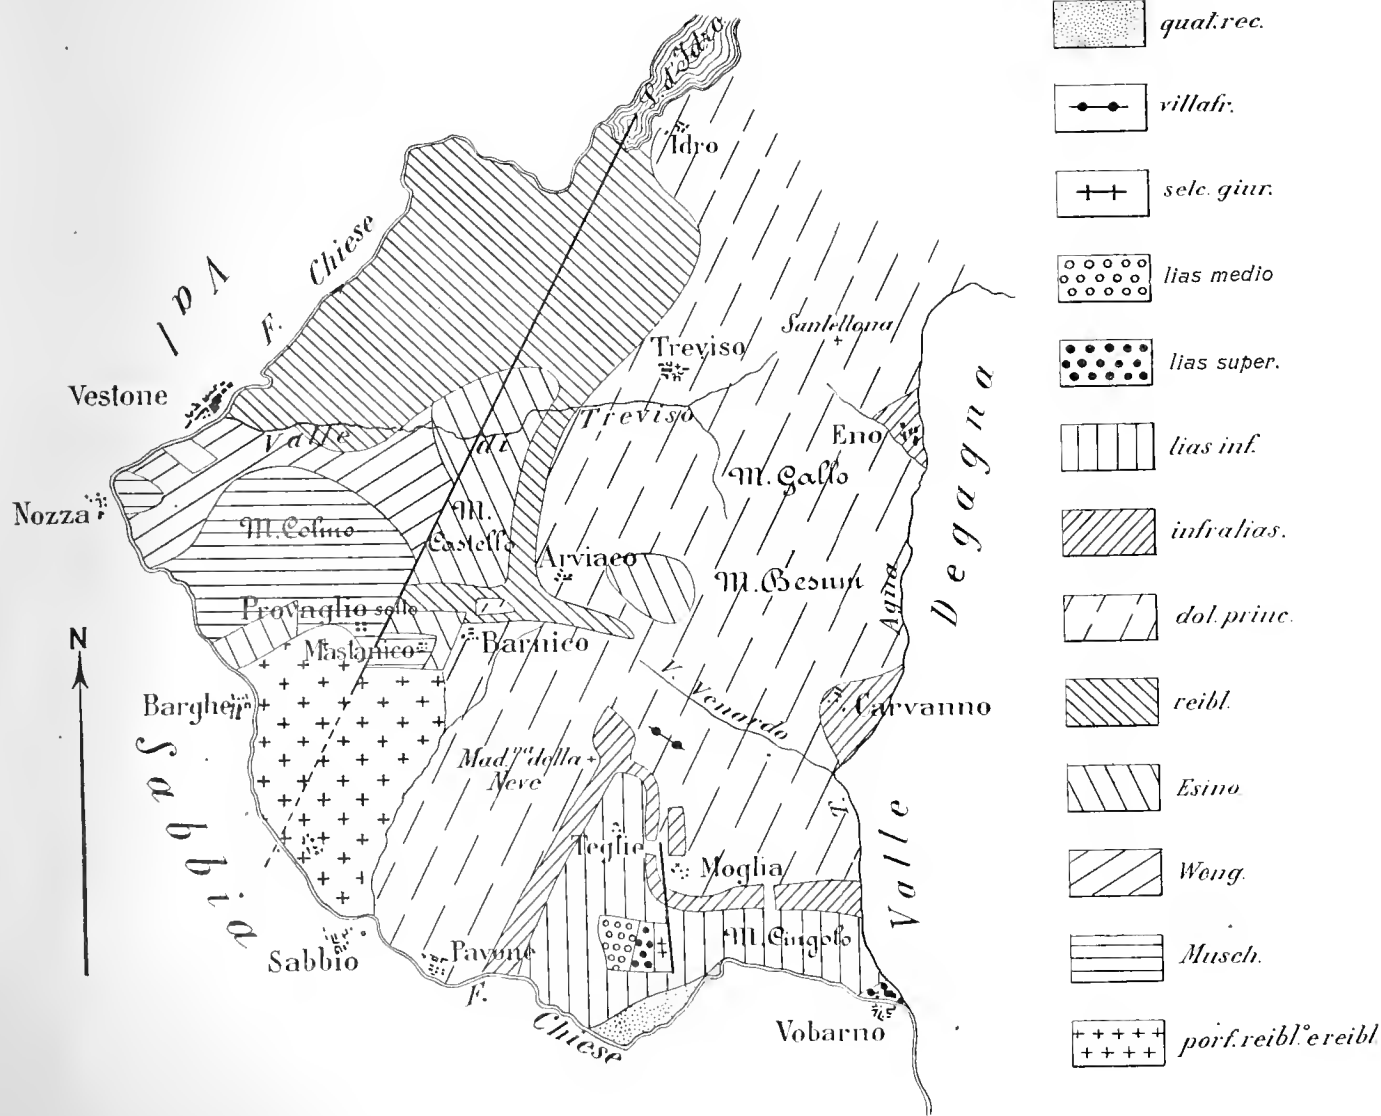 L. d'Idro
Idro
F. Chiese
Val
Sabbia
Vestone
Nozza
Treviso
Santellona
Valle di Treviso
Eno
M. Gallo
M. Colmo
M. Castello
Arviaco
M. Besum
Agna
Valle Degagna
Provaglio sotto
Mastanico
Barnico
N
Barghe
V. Venardo
Carvanno
Mad.na della Neve
T.
Teglie
Moglia
M. Cingolo
Sabbio
Pavone
F. Chiese
Vobarno
quat. rec.
villafr.
selc. giur.
lias medio
lias super.
lias inf.
infralias.
dol. princ.
reibl.
Esino
Weng.
Musch.
porf. reibl.° e reibl.